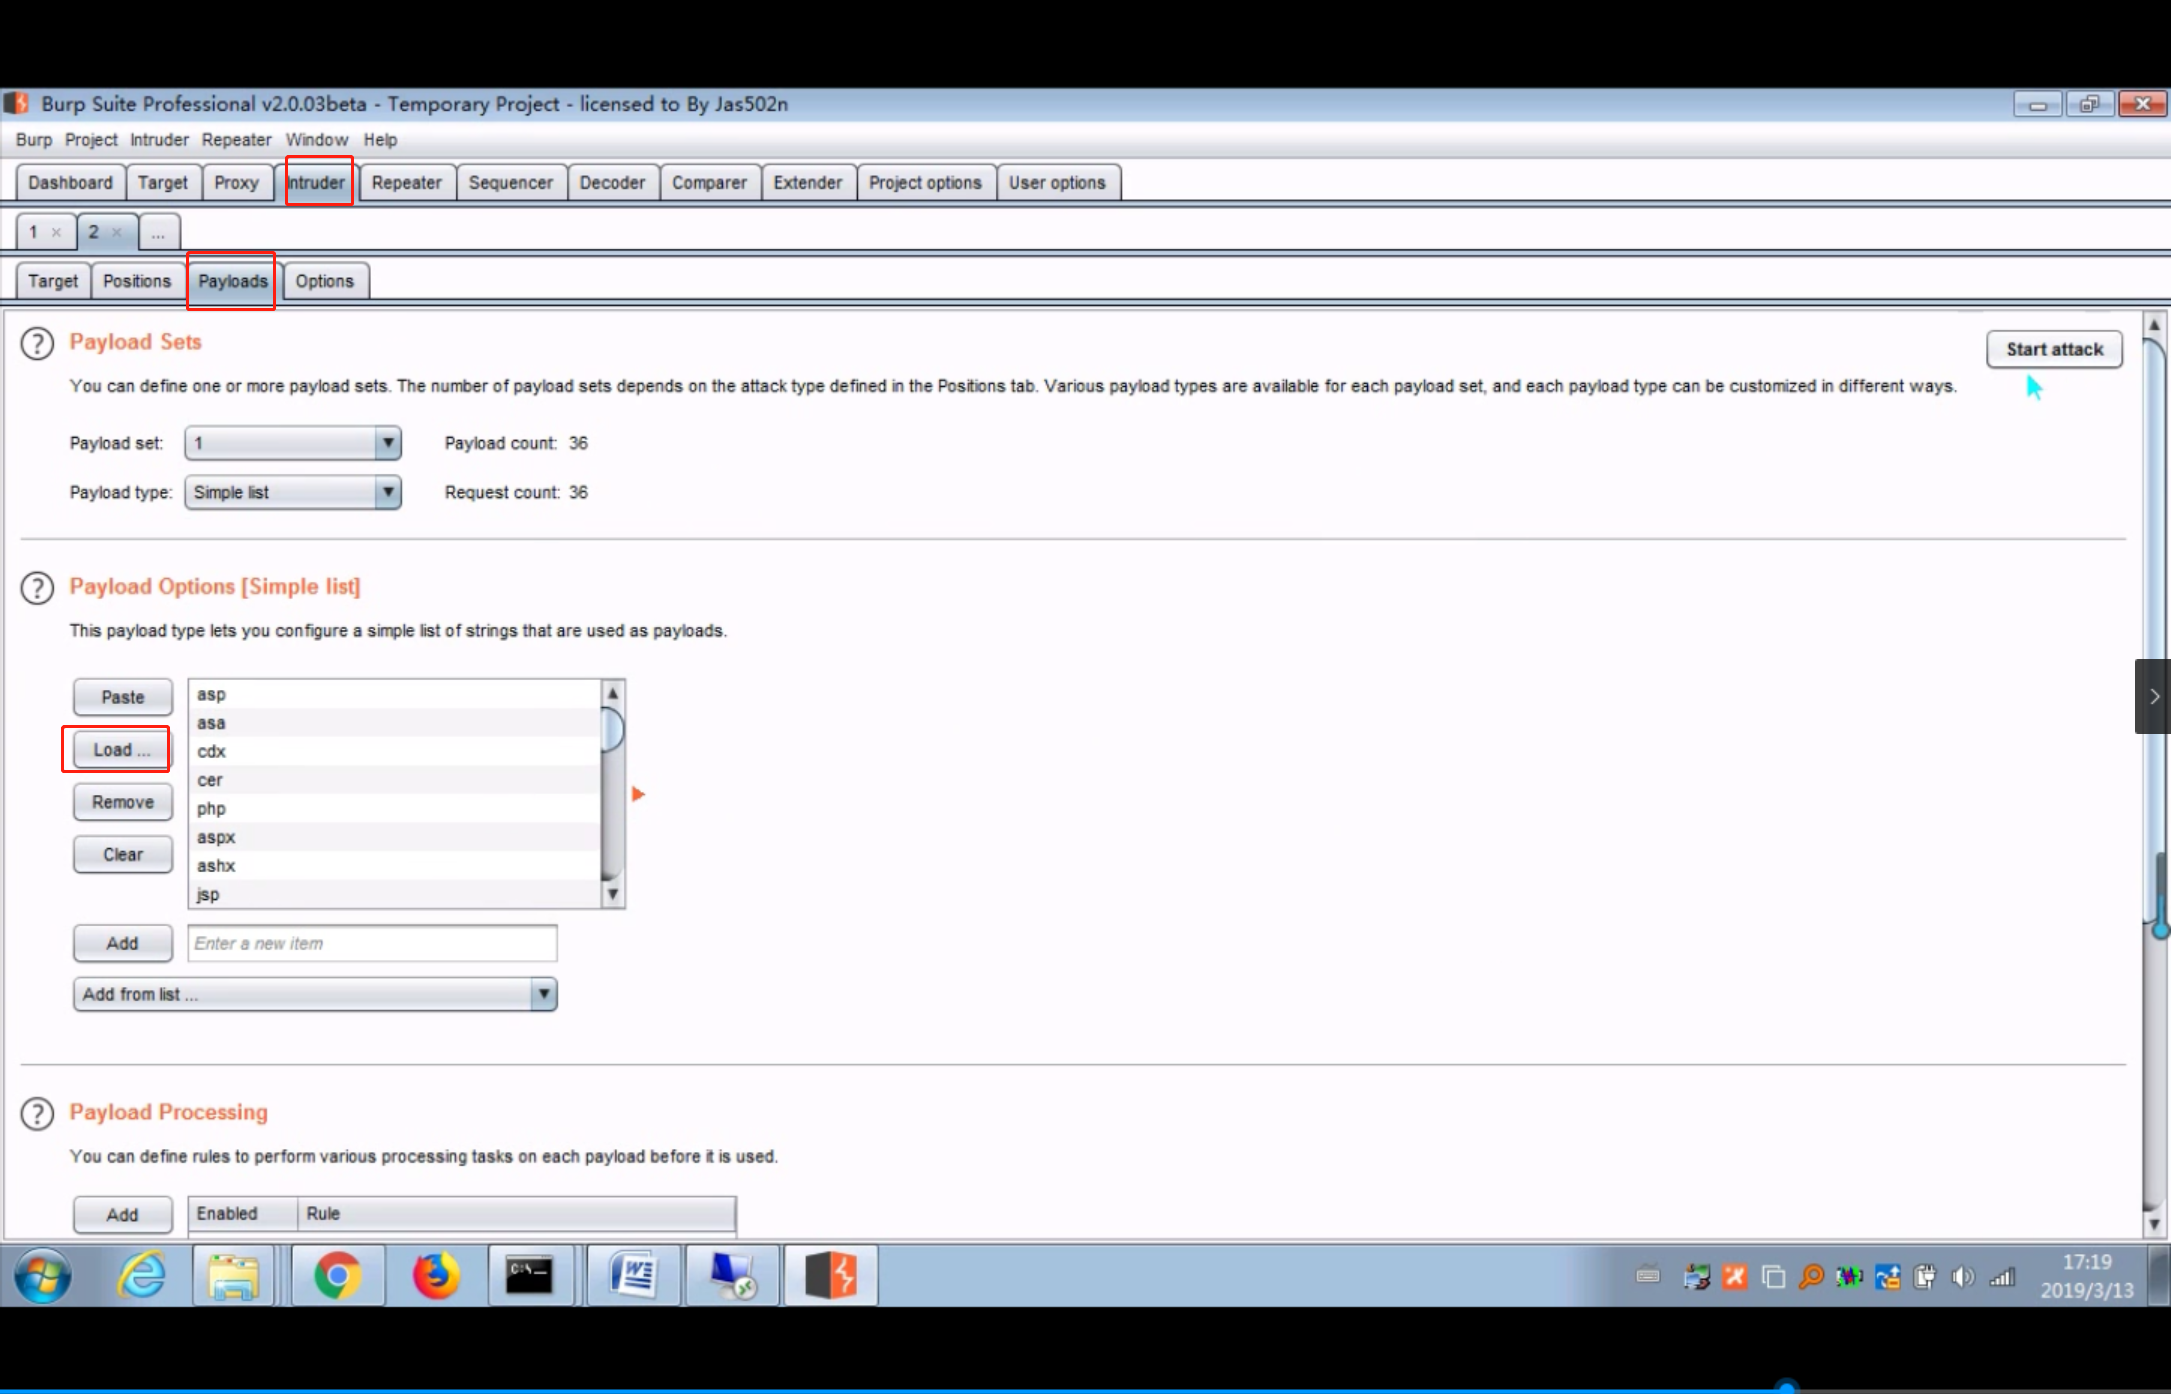 Burp Suite Professional v2.0.03beta - Temporary Project - licensed to By Jas502n
Burp Project Intruder Repeater Window Help
Dashboard Target Proxy Intruder Repeater Sequencer Decoder Comparer Extender Project options User options
1 × 2 × ...
Target Positions Payloads Options
? Payload Sets
Start attack
You can define one or more payload sets. The number of payload sets depends on the attack type defined in the Positions tab. Various payload types are available for each payload set, and each payload type can be customized in different ways.
Payload set: 1 Payload count: 36
Payload type: Simple list Request count: 36
? Payload Options [Simple list]
This payload type lets you configure a simple list of strings that are used as payloads.
Paste
Load ...
Remove
Clear
asp
asa
cdx
cer
php
aspx
ashx
jsp
Add Enter a new item
Add from list ...
? Payload Processing
You can define rules to perform various processing tasks on each payload before it is used.
Add Enabled Rule
C:\_
17:19
2019/3/13